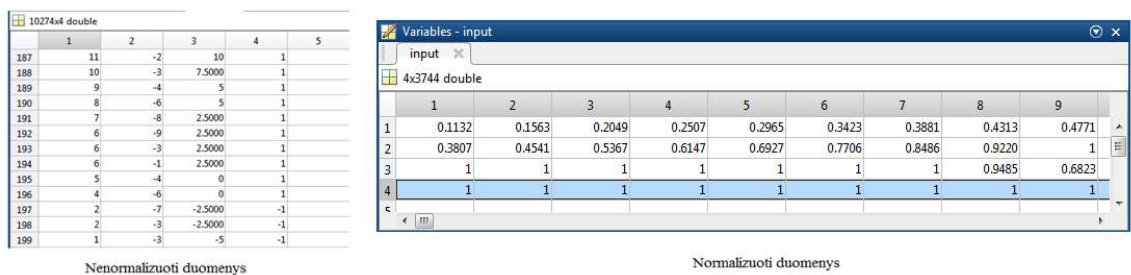 10274x4 double
1 2 3 4 5
187 11 -2 10 1
188 10 -3 7.5000 1
189 9 -4 5 1
190 8 -6 5 1
191 7 -8 2.5000 1
192 6 -9 2.5000 1
193 6 -3 2.5000 1
194 6 -1 2.5000 1
195 5 -4 0 1
196 4 -6 0 1
197 2 -7 -2.5000 -1
198 2 -3 -2.5000 -1
199 1 -3 -5 -1
Nenormalizuoti duomenys
Variables - input
input
4x3744 double
1 2 3 4 5 6 7 8 9
1 0.1132 0.1563 0.2049 0.2507 0.2965 0.3423 0.3881 0.4313 0.4771
2 0.3807 0.4541 0.5367 0.6147 0.6927 0.7706 0.8486 0.9220 1
3 1 1 1 1 1 1 1 0.9485 0.6823
4 1 1 1 1 1 1 1 1 1
5
Normalizuoti duomenys